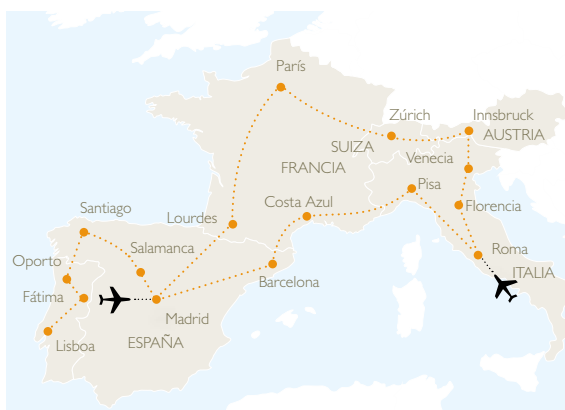 París
Zúrich
Innsbruck
SUIZA
AUSTRIA
Venecia
FRANCIA
Pisa
Costa Azul
Santiago
Lourdes
Florencia
Salamanca
Roma
Oporto
ITALIA
Barcelona
Fátima
Madrid
Lisboa
ESPAÑA